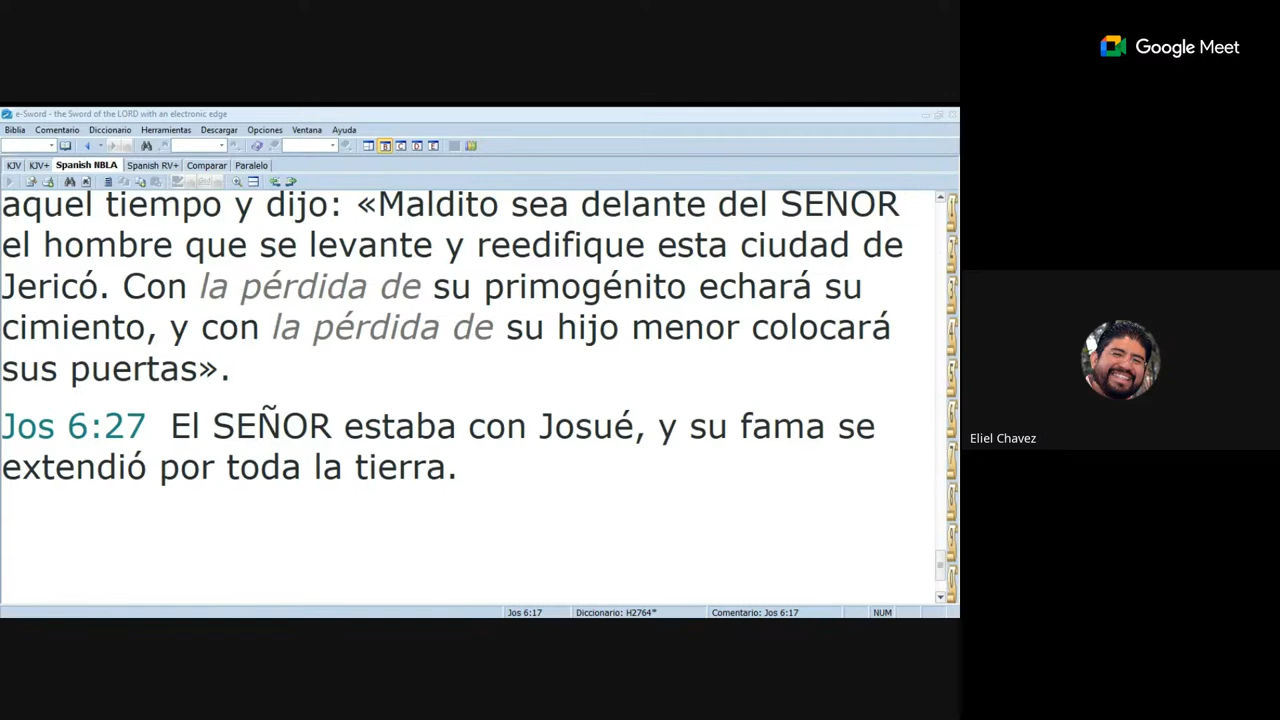 Google Meet
e-Sword - the Sword of the LORD with an electronic edge
Biblia Comentario Diccionario Herramientas Descargar Opciones Ventana Ayuda
KJV KJV+ Spanish NBLA Spanish RV+ Comparar Paralelo
aquel tiempo y dijo: «Maldito sea delante del SEÑOR
el hombre que se levante y reedifique esta ciudad de
Jericó. Con la pérdida de su primogénito echará su
cimiento, y con la pérdida de su hijo menor colocará
sus puertas».
Jos 6:27 El SEÑOR estaba con Josué, y su fama se
extendió por toda la tierra.
Eliel Chavez
Jos 6:17 Diccionario: H2764* Comentario: Jos 6:17 NUM